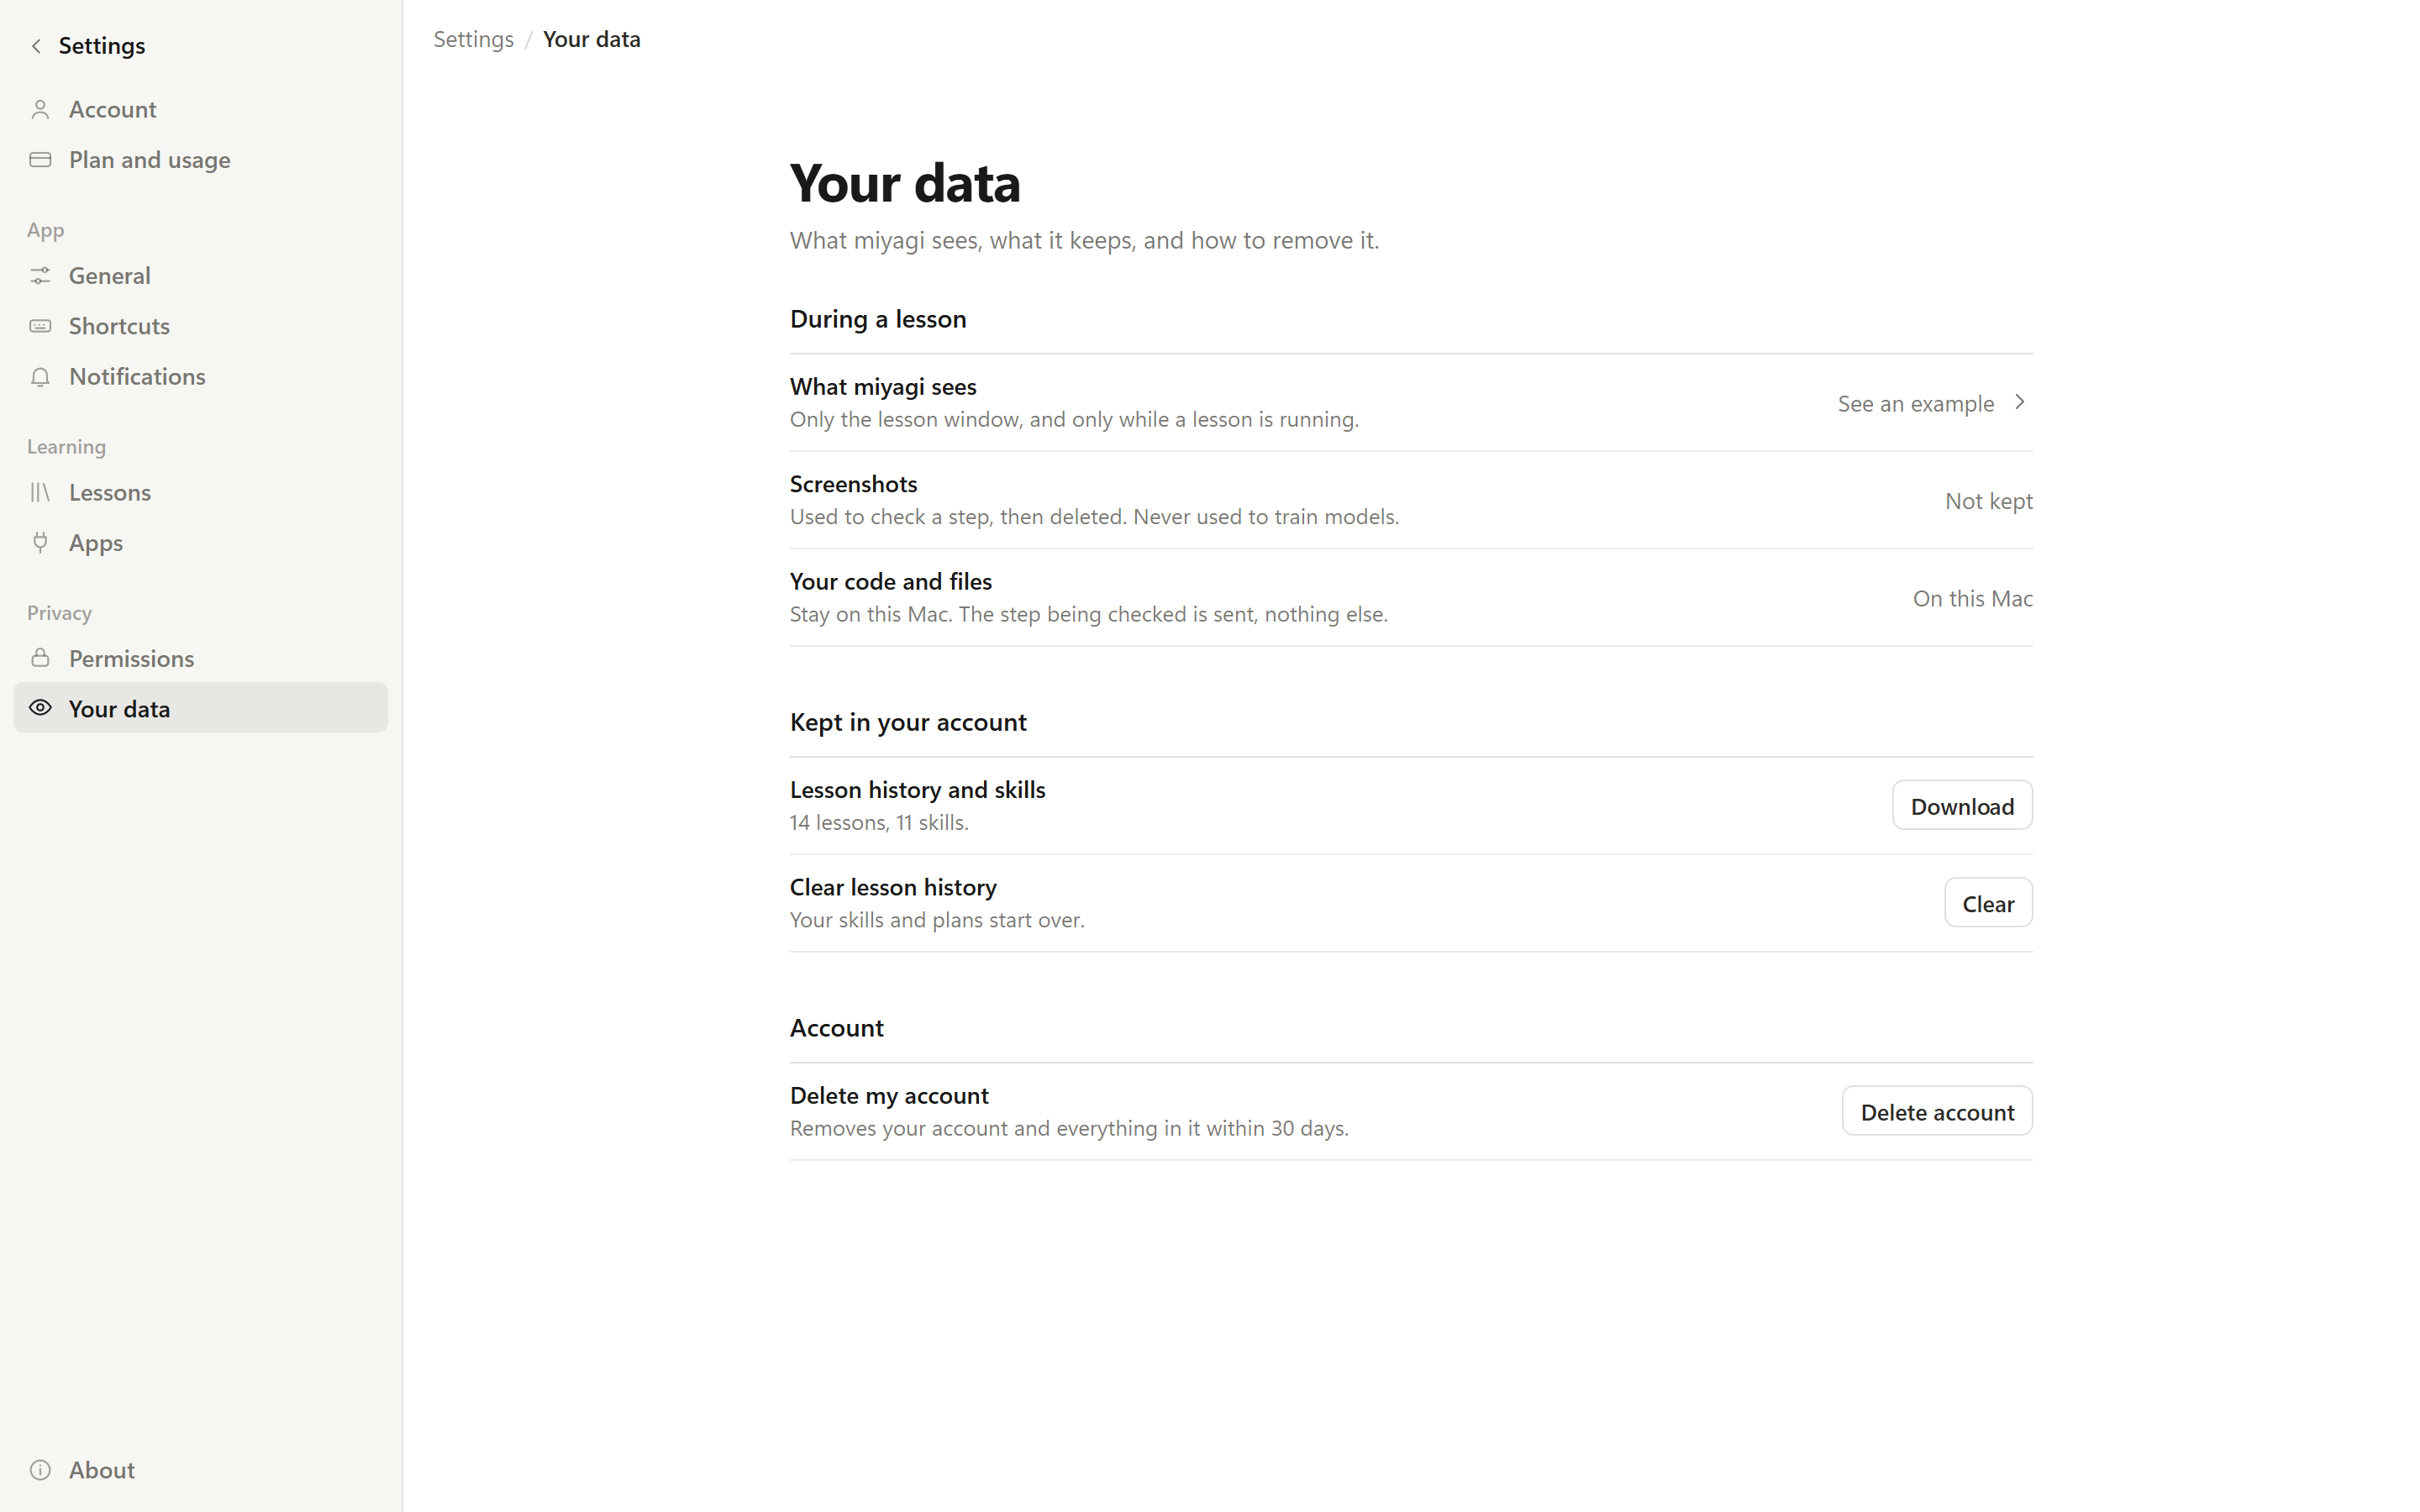 Settings
Account
Plan and usage
App
General
Shortcuts
Notifications
Learning
Lessons
Apps
Privacy
Permissions
Your data
About
Settings / Your data
Your data
What miyagi sees, what it keeps, and how to remove it.
During a lesson
What miyagi sees
Only the lesson window, and only while a lesson is running.
See an example
Screenshots
Used to check a step, then deleted. Never used to train models.
Not kept
Your code and files
Stay on this Mac. The step being checked is sent, nothing else.
On this Mac
Kept in your account
Lesson history and skills
14 lessons, 11 skills.
Download
Clear lesson history
Your skills and plans start over.
Clear
Account
Delete my account
Removes your account and everything in it within 30 days.
Delete account